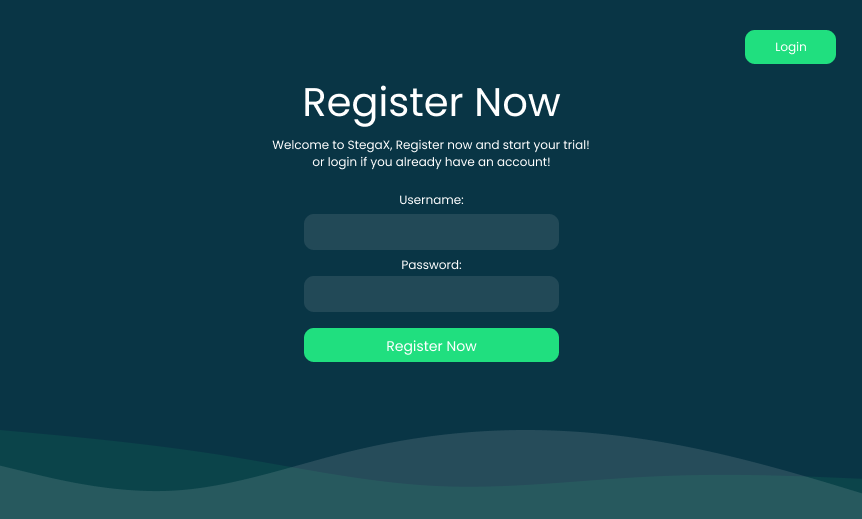 Login
Register Now
Welcome to StegaX, Register now and start your trial!
or login if you already have an account!
Username:
Password:
Register Now